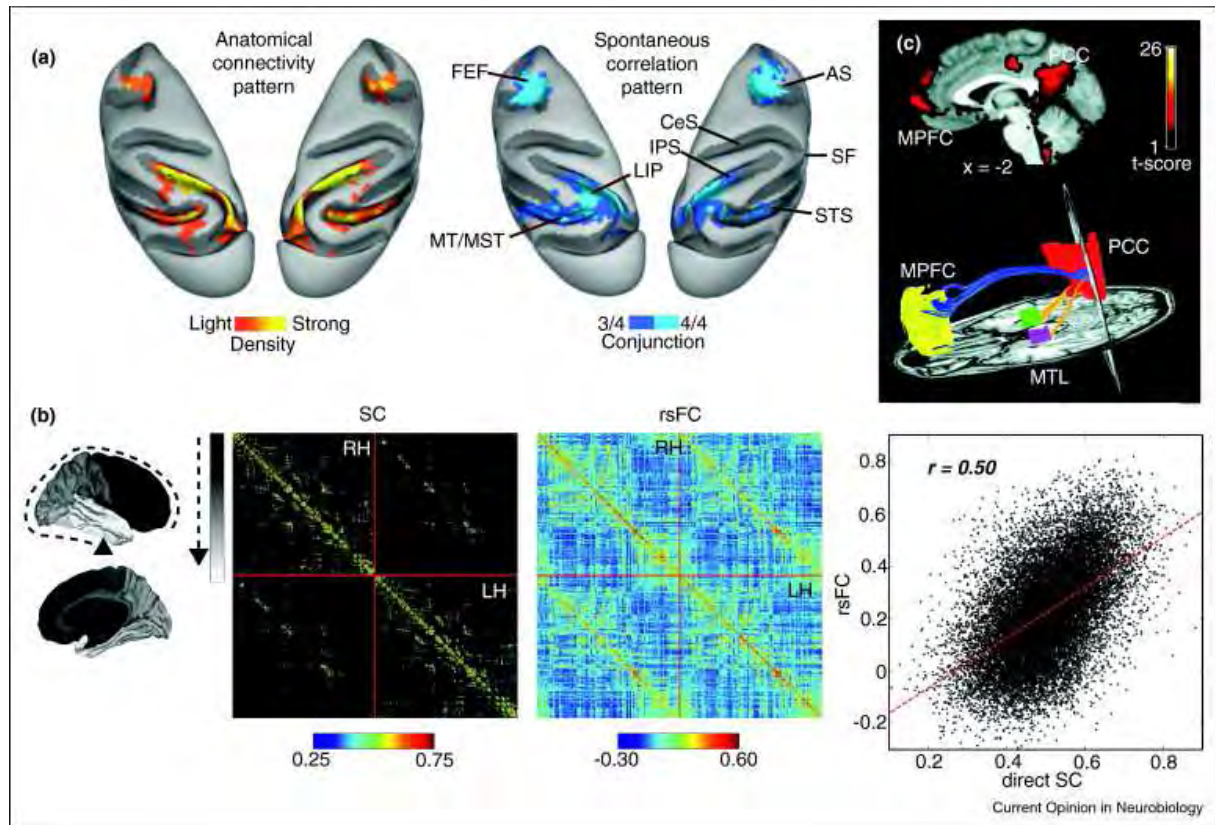 (a)
Anatomical
connectivity
pattern
Light Strong
Density
Spontaneous
correlation
pattern
FEF
AS
CeS
IPS
LIP
SF
STS
MT/MST
3/4 4/4
Conjunction
(c)
PCC
MPFC
x = -2
26
1
t-score
PCC
MPFC
MTL
(b)
SC
RH
LH
0.25 0.75
rsFC
RH
LH
-0.30 0.60
r = 0.50
rsFC
0.8
0.6
0.4
0.2
0
-0.2
0.2 0.4 0.6 0.8
direct SC
Current Opinion in Neurobiology